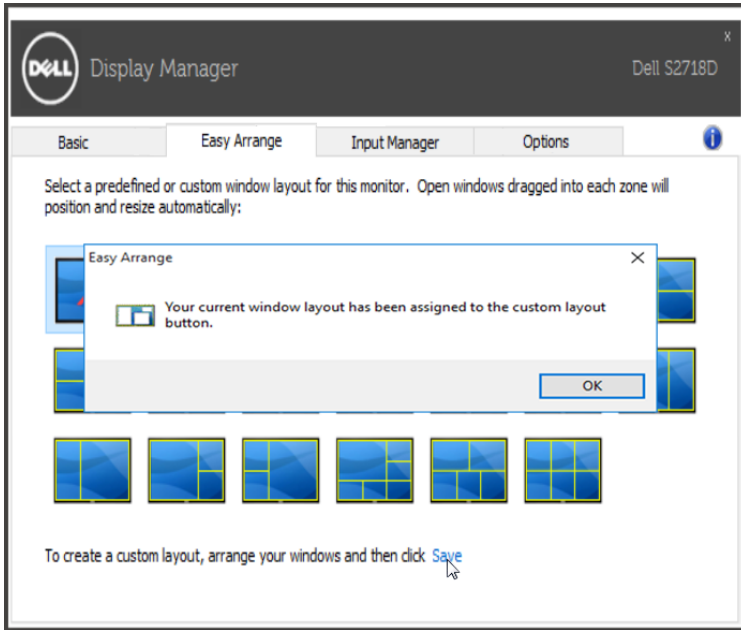 DELL
Display Manager
X
Dell S2718D
Basic
Easy Arrange
Input Manager
Options
i
Select a predefined or custom window layout for this monitor. Open windows dragged into each zone will
position and resize automatically:
Easy Arrange
Your current window layout has been assigned to the custom layout
button.
OK
To create a custom layout, arrange your windows and then click Save